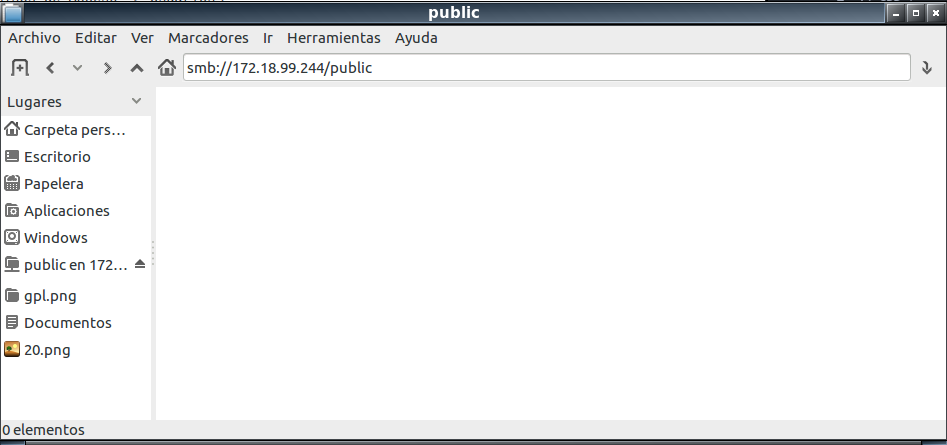 public
Archivo Editar Ver Marcadores Ir Herramientas Ayuda
smb://172.18.99.244/public
Lugares
Carpeta pers...
Escritorio
Papelera
Aplicaciones
Windows
public en 172...
gpl.png
Documentos
20.png
0 elementos